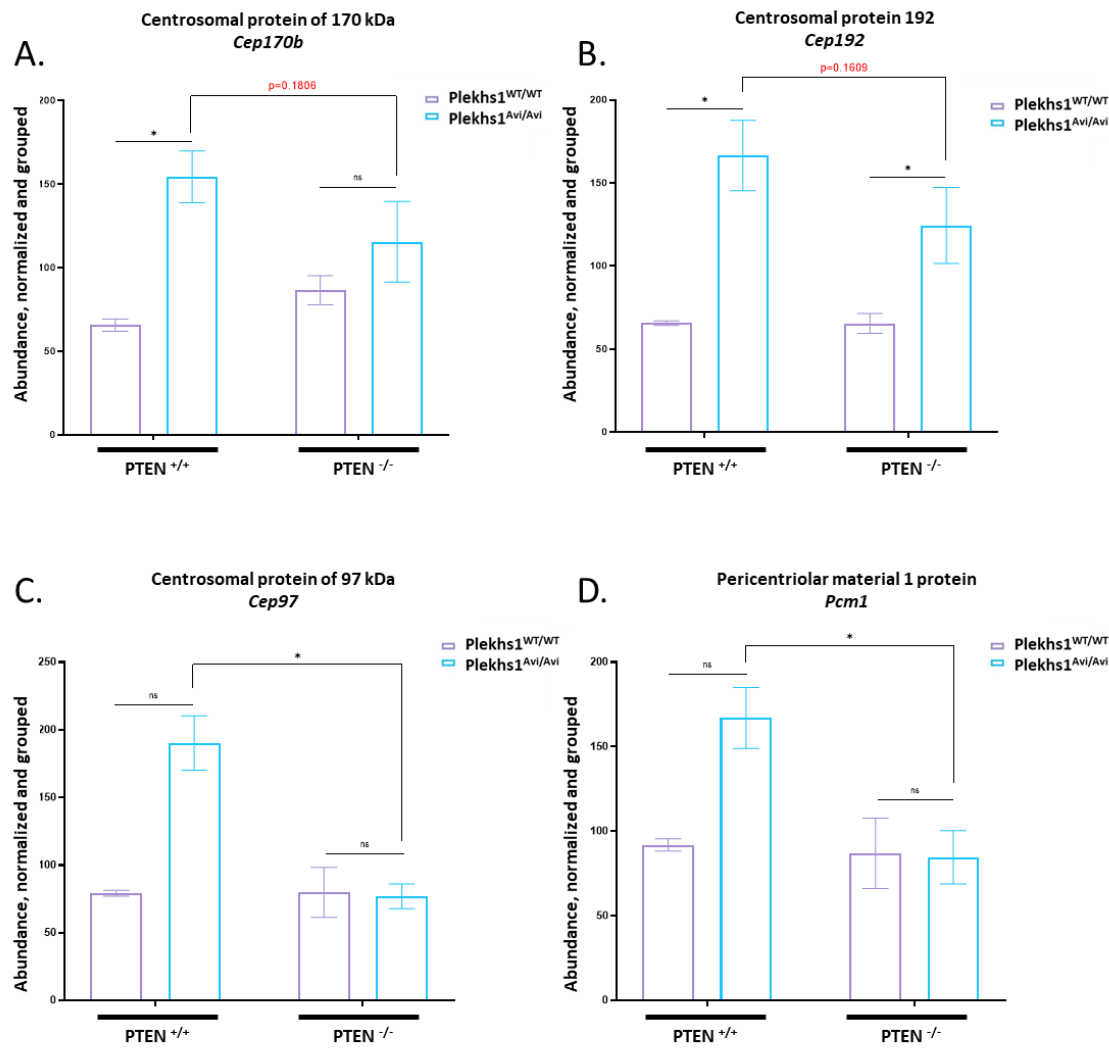 Centrosomal protein of 170 kDa
Cep170b
A.
p=0.1806
Plekhs1WT/WT
Plekhs1Avi/Avi
*
ns
Abundance, normalized and grouped
200
150
100
50
0
PTEN +/+
PTEN -/-
Centrosomal protein 192
Cep192
B.
p=0.1609
Plekhs1WT/WT
Plekhs1Avi/Avi
*
*
Abundance, normalized and grouped
200
150
100
50
0
PTEN +/+
PTEN -/-
Centrosomal protein of 97 kDa
Cep97
C.
Plekhs1WT/WT
Plekhs1Avi/Avi
*
ns
ns
Abundance, normalized and grouped
250
200
150
100
50
0
PTEN +/+
PTEN -/-
Pericentriolar material 1 protein
Pcm1
D.
Plekhs1WT/WT
Plekhs1Avi/Avi
*
ns
ns
Abundance, normalized and grouped
200
150
100
50
0
PTEN +/+
PTEN -/-